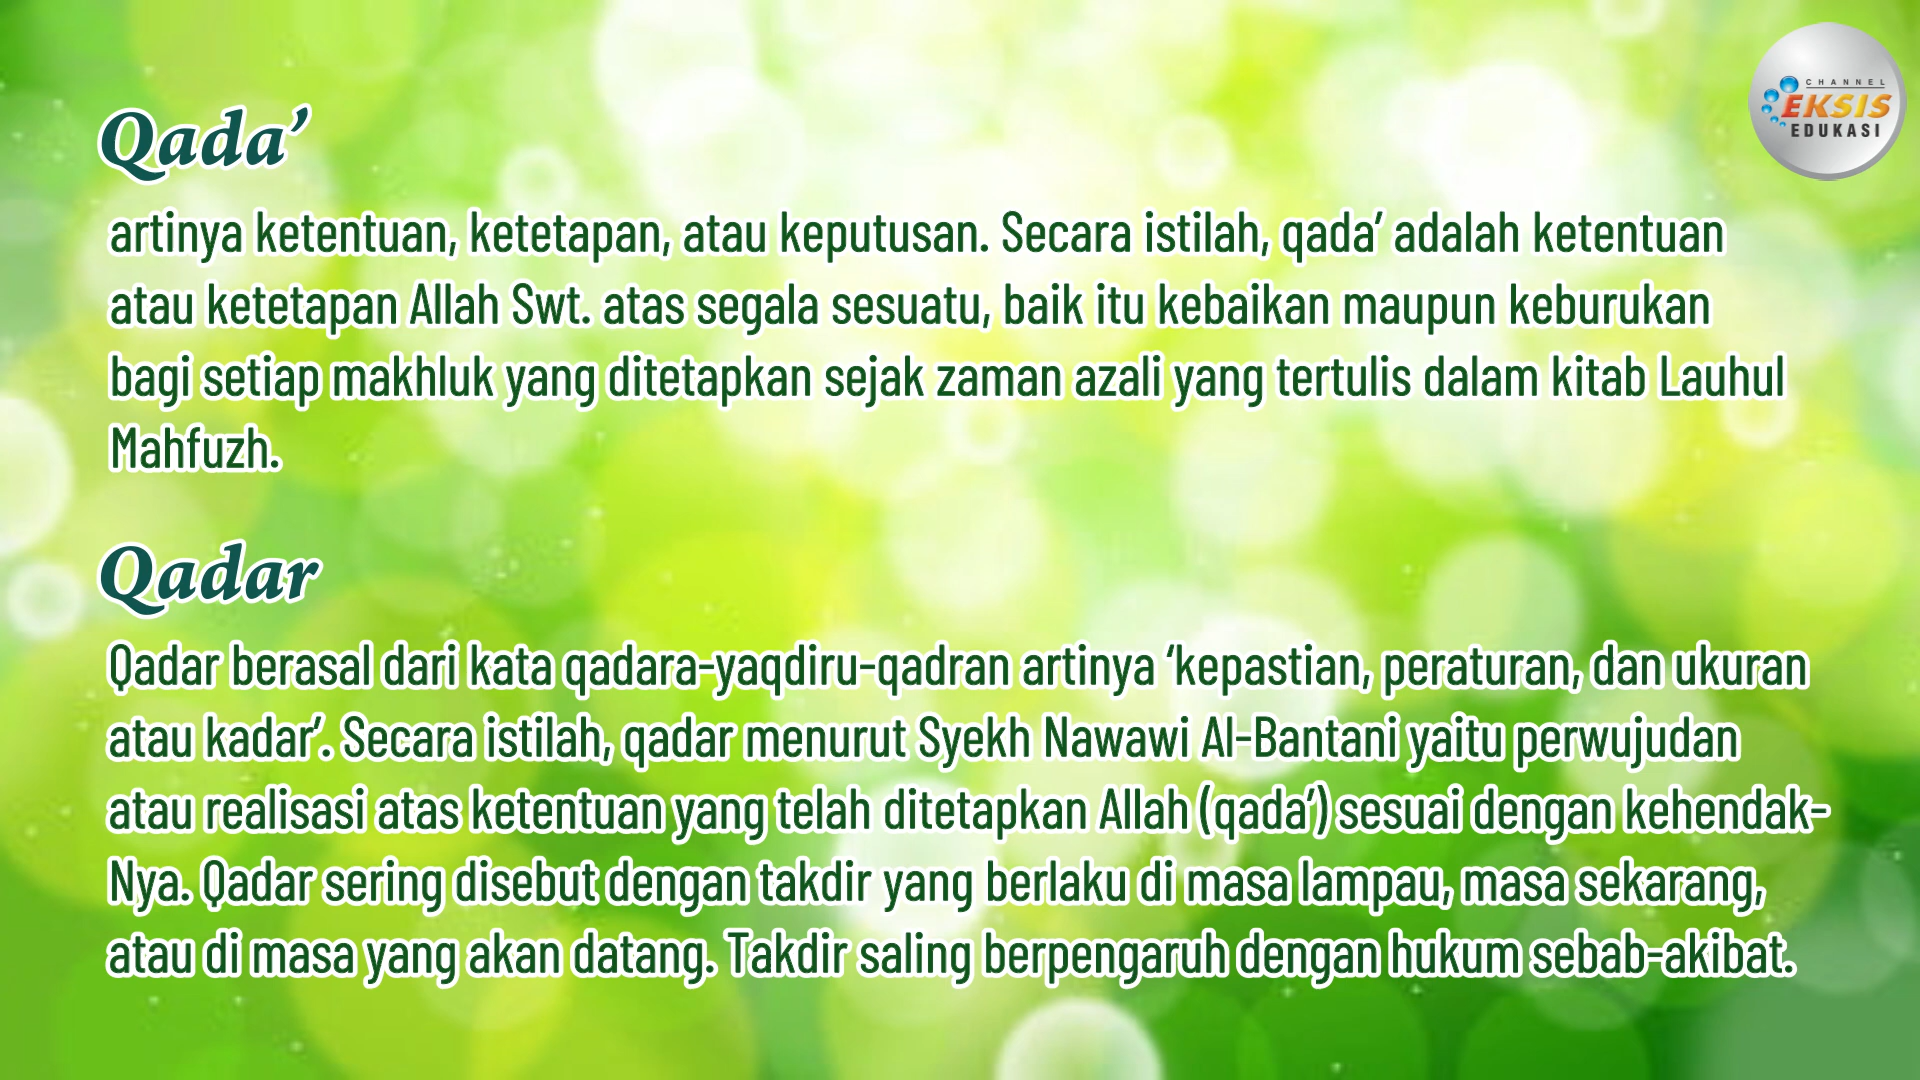 CHANNEL
EKSIS
EDUKASI
Qada’
artinya ketentuan, ketetapan, atau keputusan. Secara istilah, qada’ adalah ketentuan
atau ketetapan Allah Swt. atas segala sesuatu, baik itu kebaikan maupun keburukan
bagi setiap makhluk yang ditetapkan sejak zaman azali yang tertulis dalam kitab Lauhul
Mahfuzh.
Qadar
Qadar berasal dari kata qadara-yaqdiru-qadran artinya ‘kepastian, peraturan, dan ukuran
atau kadar’. Secara istilah, qadar menurut Syekh Nawawi Al-Bantani yaitu perwujudan
atau realisasi atas ketentuan yang telah ditetapkan Allah (qada‘) sesuai dengan kehendak-
Nya. Qadar sering disebut dengan takdir yang berlaku di masa lampau, masa sekarang,
atau di masa yang akan datang. Takdir saling berpengaruh dengan hukum sebab-akibat.